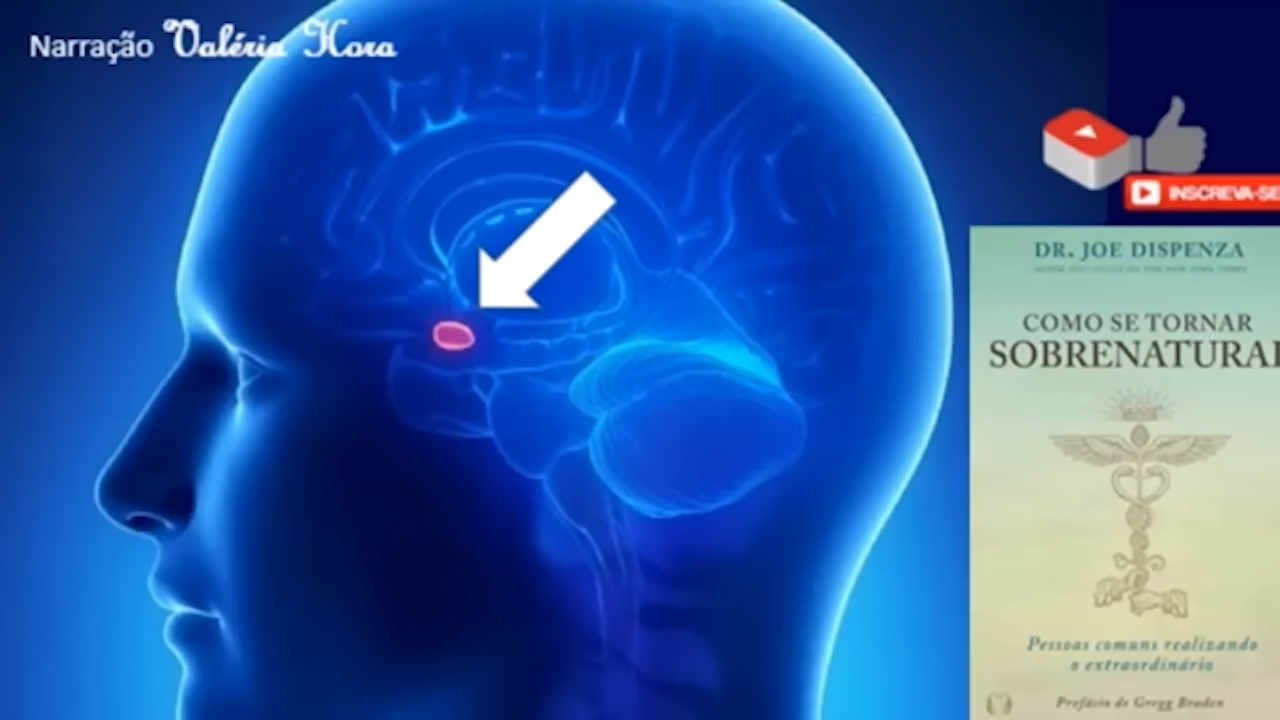 Narração Valéria Hora
INSCREVA-SE
DR. JOE DISPENZA
COMO SE TORNAR
SOBRENATURAL
Pessoas comuns realizando
o extraordinário
Prefácio de Gregg Braden